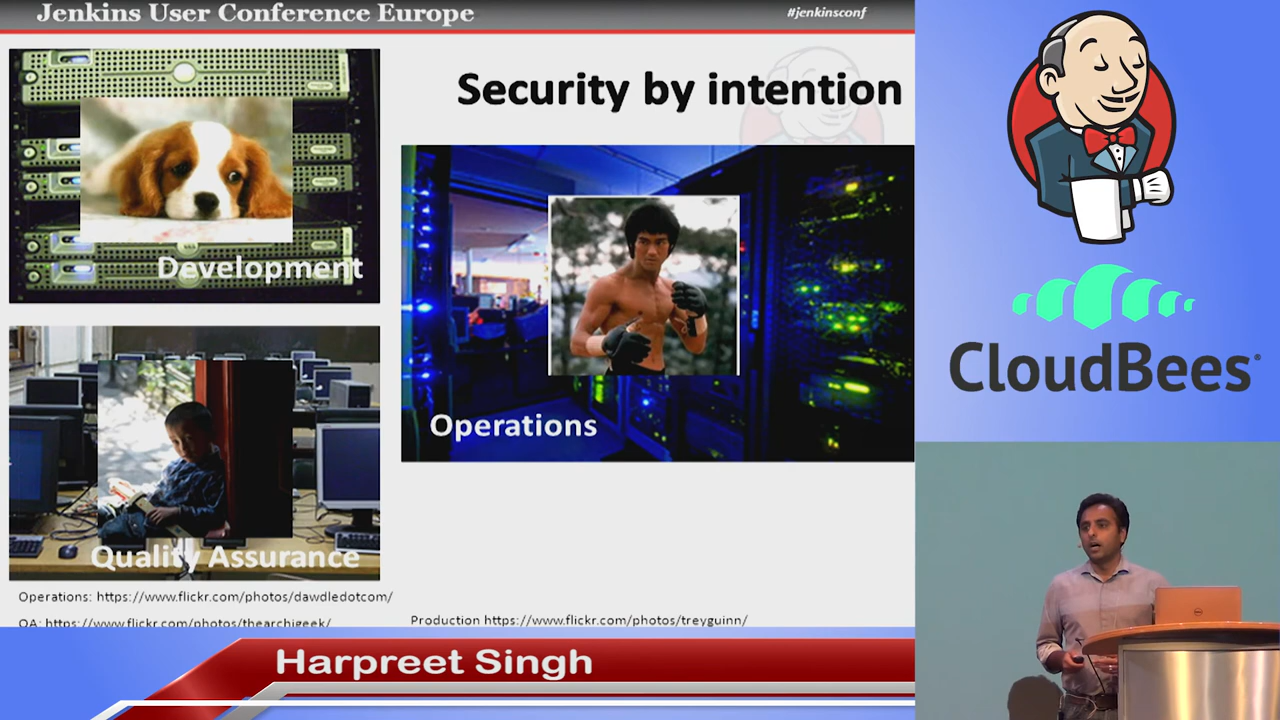 Jenkins User Conference Europe
#jenkinsconf
Security by intention
Development
Operations
Quality Assurance
Operations: https://www.flickr.com/photos/dawdledotcom/
QA: https://www.flickr.com/photos/thearchigeek/
Production https://www.flickr.com/photos/treyguinn/
Harpreet Singh
CloudBees®
DELL